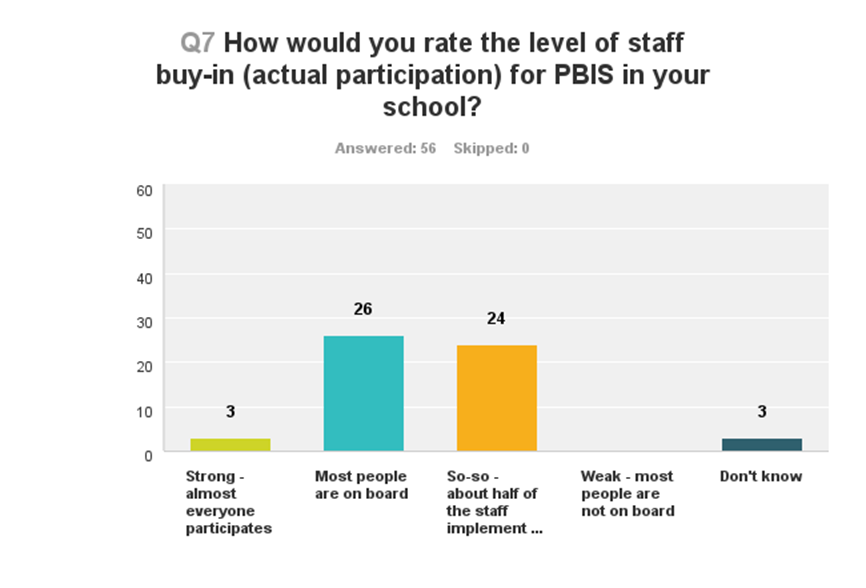 Q7 How would you rate the level of staff
buy-in (actual participation) for PBIS in your
school?
Answered: 56 Skipped: 0
60
50
40
30
20
10
0
3
26
24
3
Strong -
almost
everyone
participates
Most people
are on board
So-so -
about half of
the staff
implement ...
Weak - most
people are
not on board
Don't know